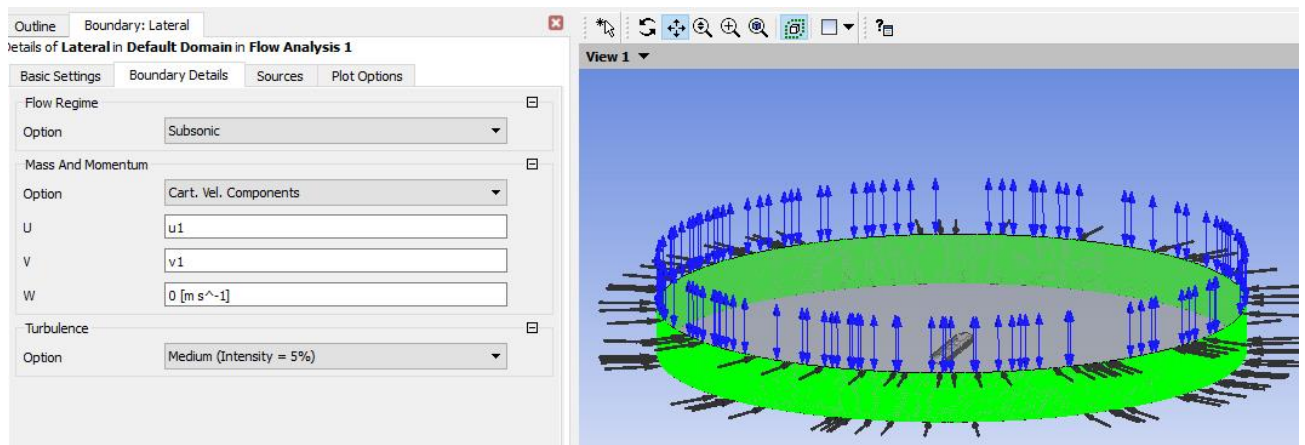 Outline Boundary: Lateral
Details of Lateral in Default Domain in Flow Analysis 1
Basic Settings Boundary Details Sources Plot Options
Flow Regime
Option Subsonic
Mass And Momentum
Option Cart. Vel. Components
U u1
V v1
W 0 [m s^-1]
Turbulence
Option Medium (Intensity = 5%)
View 1